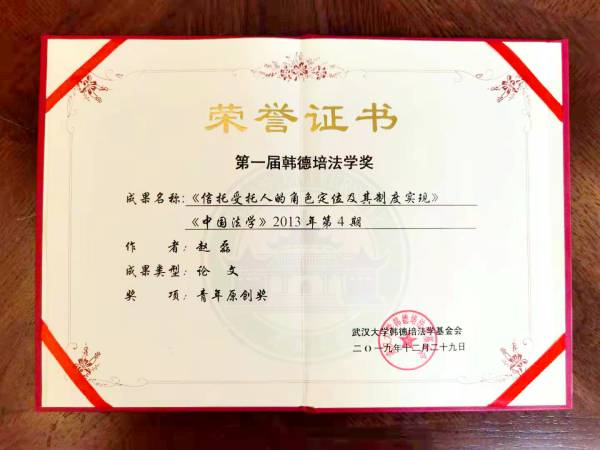 荣誉证书
第一届韩德培法学奖
成果名称:《信托受托人的角色定位及其制度实现》
《中国法学》2013年第4期
作者:赵磊
成果类型:论文
奖项:青年原创奖
武汉大学韩德培法学基金会
二〇一九年十二月二十九日